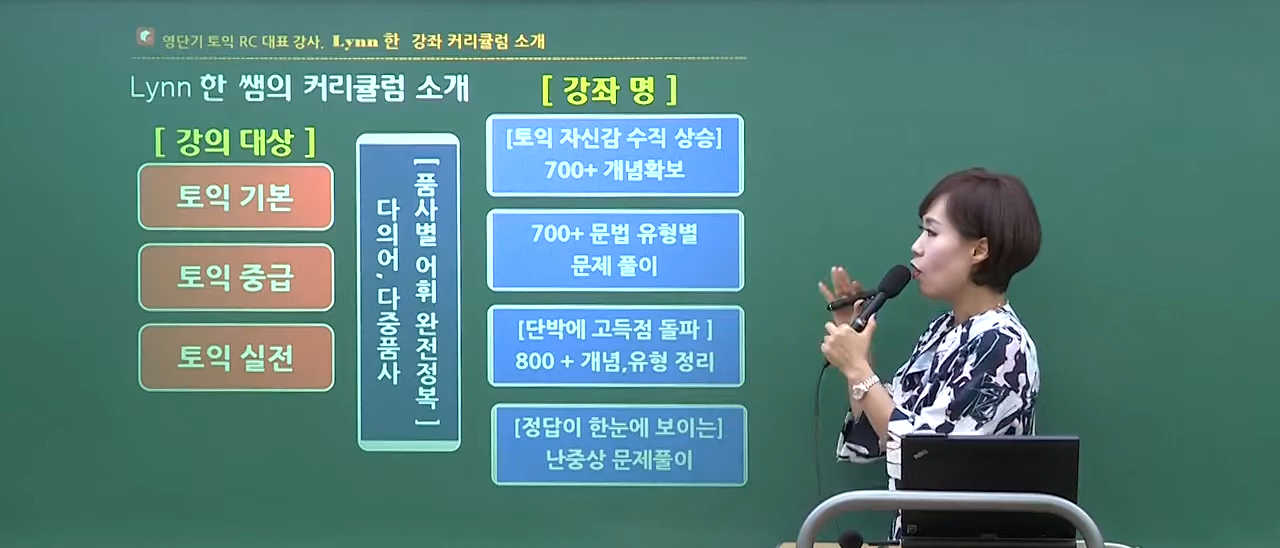 영단기 토익 RC 대표 강사. Lynn 한 강좌 커리큘럼 소개
Lynn 한 쌤의 커리큘럼 소개
[ 강의 대상 ]
토익 기본
토익 중급
토익 실전
[품사별 어휘 완전정복]
다의어, 다중품사
[ 강좌 명 ]
[토익 자신감 수직 상승]
700+ 개념확보
700+ 문법 유형별
문제 풀이
[단박에 고득점 돌파 ]
800 + 개념,유형 정리
[정답이 한눈에 보이는]
난중상 문제풀이